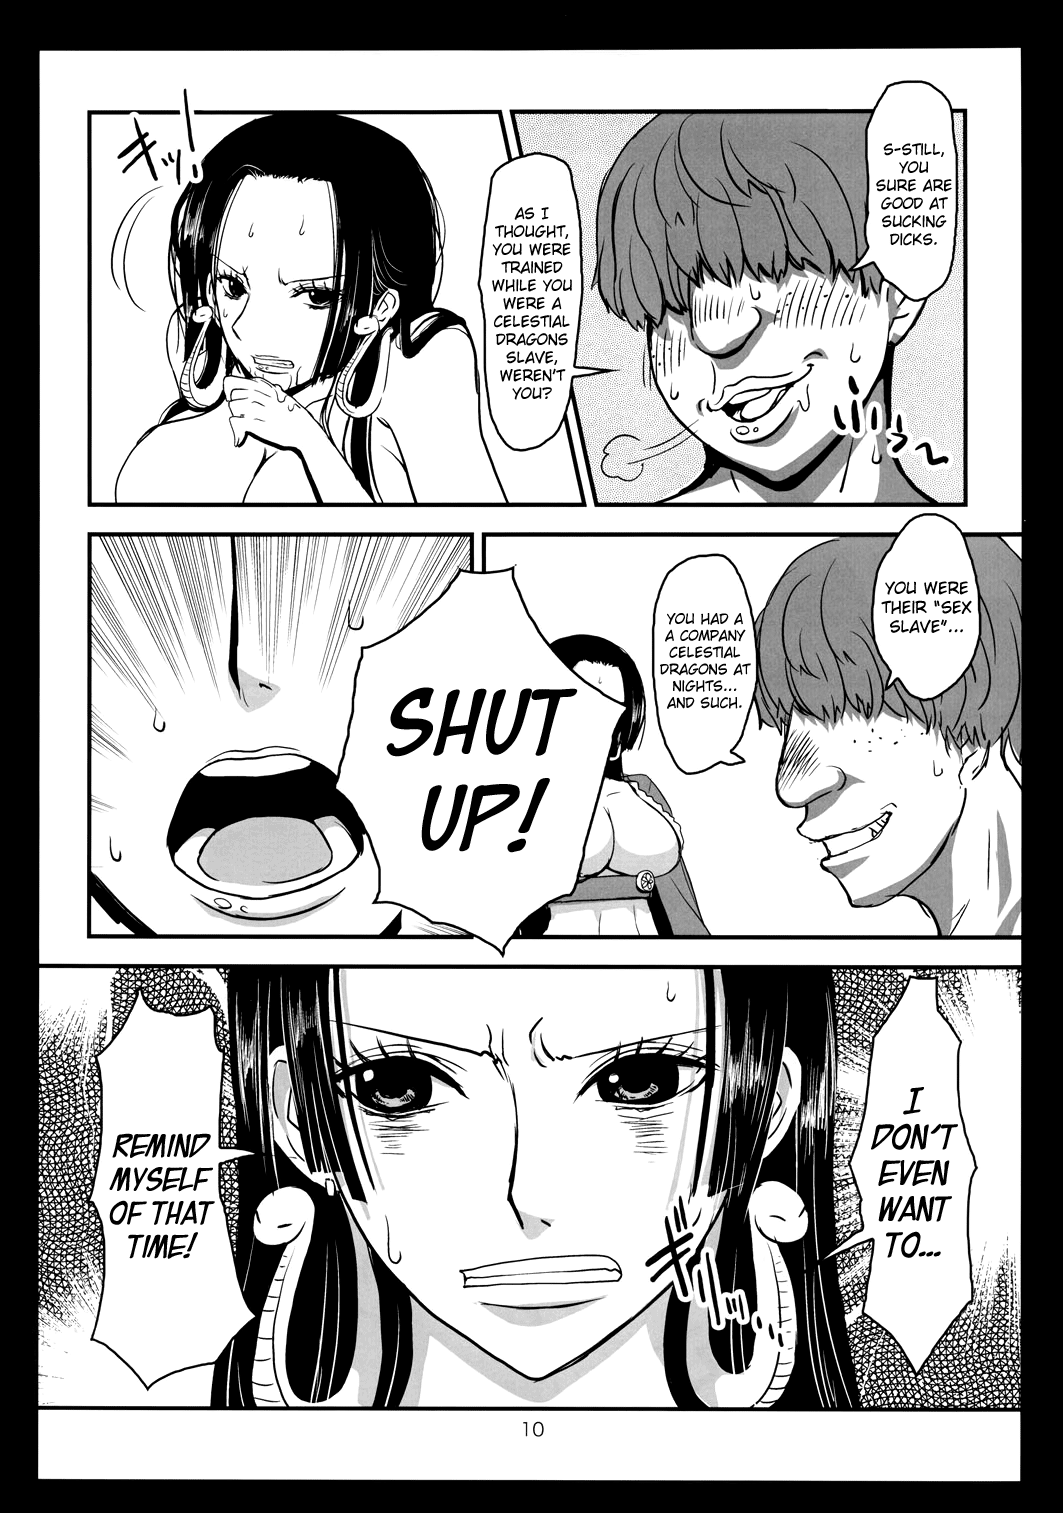 S-STILL,
YOU
SURE ARE
GOOD AT
SUCKING
DICKS.
AS I
THOUGHT,
YOU WERE
TRAINED
WHILE YOU
WERE A
CELESTIAL
DRAGONS
SLAVE,
WEREN'T
YOU?
キッ!
YOU WERE
THEIR "SEX
SLAVE"...
YOU HAD A
A COMPANY
CELESTIAL
DRAGONS AT
NIGHTS...
AND SUCH.
SHUT
UP!
I
DON'T
EVEN
WANT
TO...
REMIND
MYSELF
OF THAT
TIME!
ギリ...
10